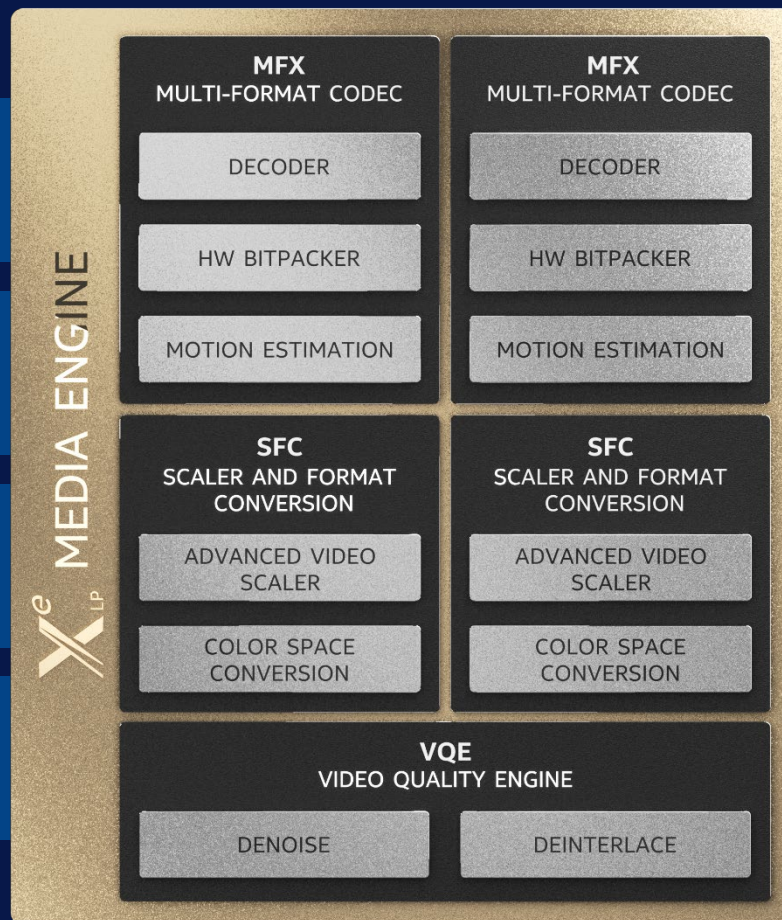 Xe LP MEDIA ENGINE
MFX
MULTI-FORMAT CODEC
DECODER
HW BITPACKER
MOTION ESTIMATION
MFX
MULTI-FORMAT CODEC
DECODER
HW BITPACKER
MOTION ESTIMATION
SFC
SCALER AND FORMAT
CONVERSION
ADVANCED VIDEO
SCALER
COLOR SPACE
CONVERSION
SFC
SCALER AND FORMAT
CONVERSION
ADVANCED VIDEO
SCALER
COLOR SPACE
CONVERSION
VQE
VIDEO QUALITY ENGINE
DENOISE
DEINTERLACE